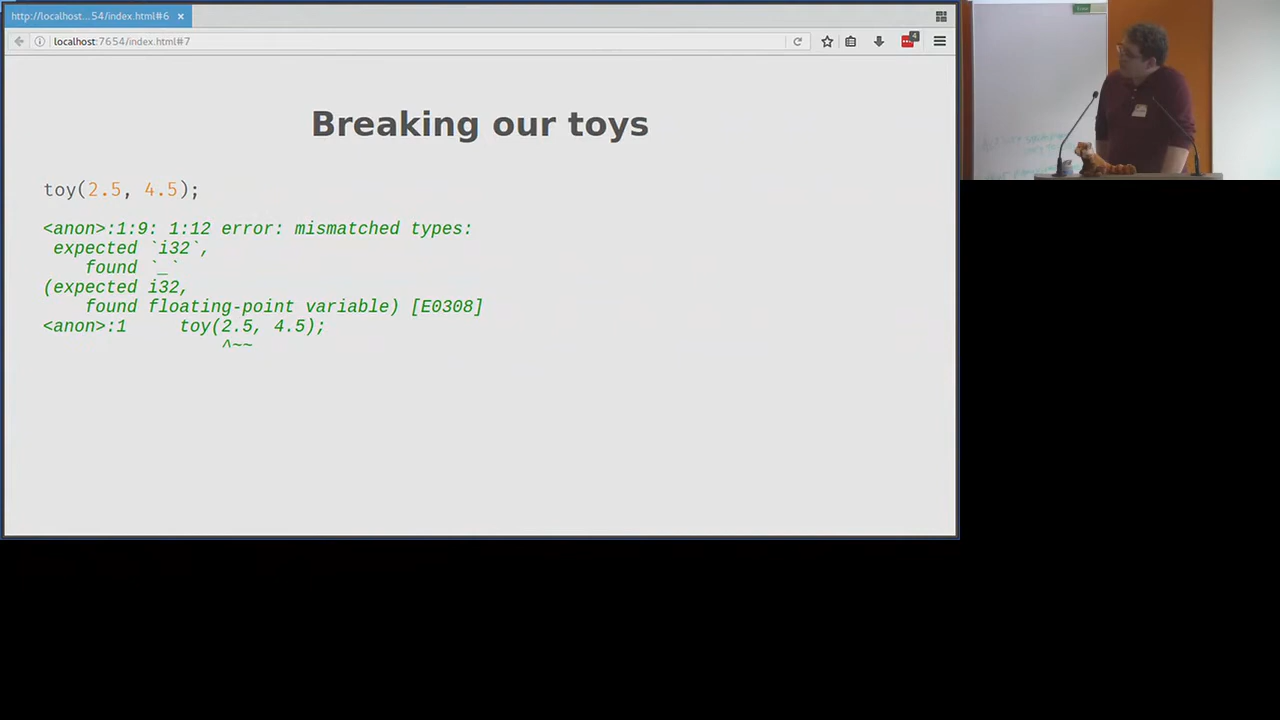 http://localhost...54/index.html#6 ×
localhost:7654/index.html#7
4
Breaking our toys
toy(2.5, 4.5);
<anon>:1:9: 1:12 error: mismatched types:
 expected `i32`,
    found `_`
(expected i32,
    found floating-point variable) [E0308]
<anon>:1     toy(2.5, 4.5);
                 ^~~